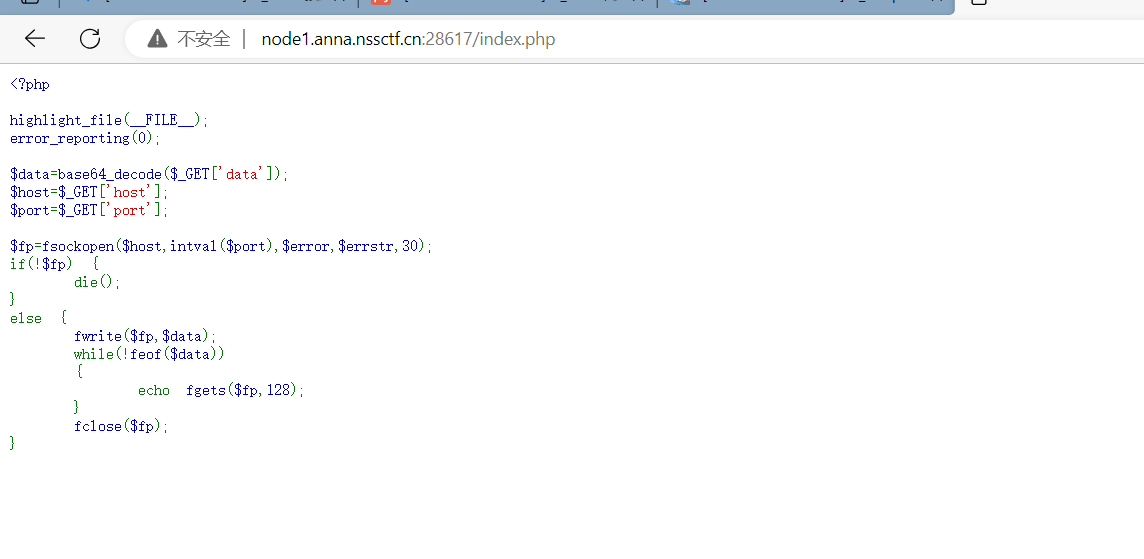 不安全 | node1.anna.nssctf.cn:28617/index.php
<?php
highlight_file(__FILE__);
error_reporting(0);
$data=base64_decode($_GET['data']);
$host=$_GET['host'];
$port=$_GET['port'];
$fp=fsockopen($host,intval($port),$error,$errstr,30);
if(!$fp) {
die();
}
else {
fwrite($fp,$data);
while(!feof($data))
{
echo fgets($fp,128);
}
fclose($fp);
}